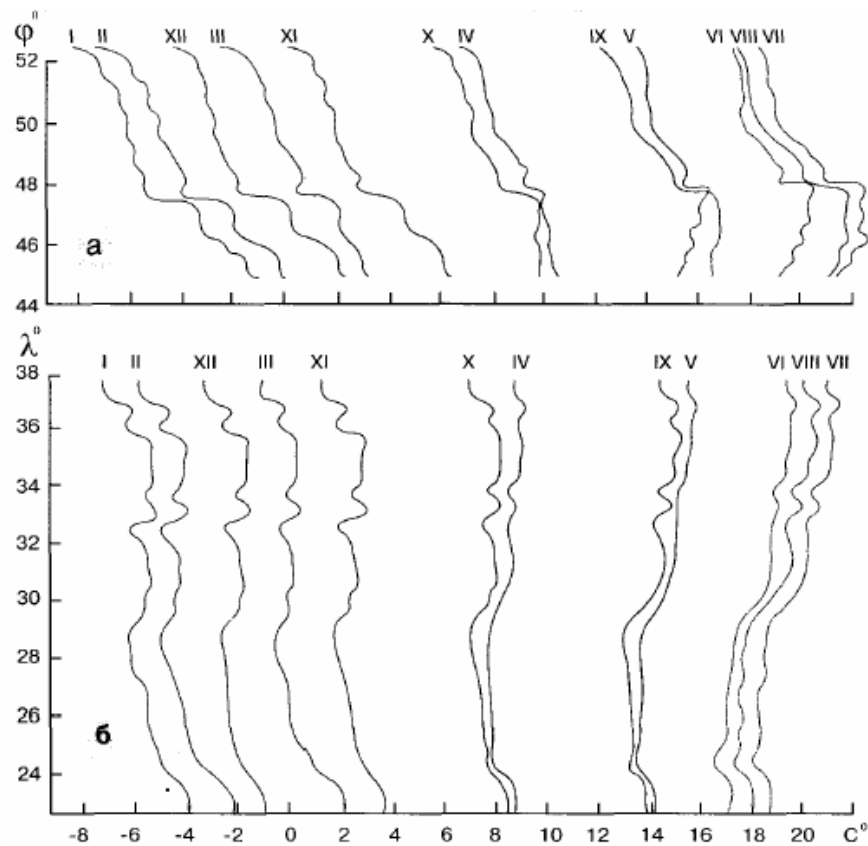 φ°
I II XII III XI X IV IX V VI VIII VII
52
50
48
46
44
а
λ°
I II XII III XI X IV IX V VI VIII VII
38
36
34
32
30
28
26
24
б
-8 -6 -4 -2 0 2 4 6 8 10 12 14 16 18 20 C°